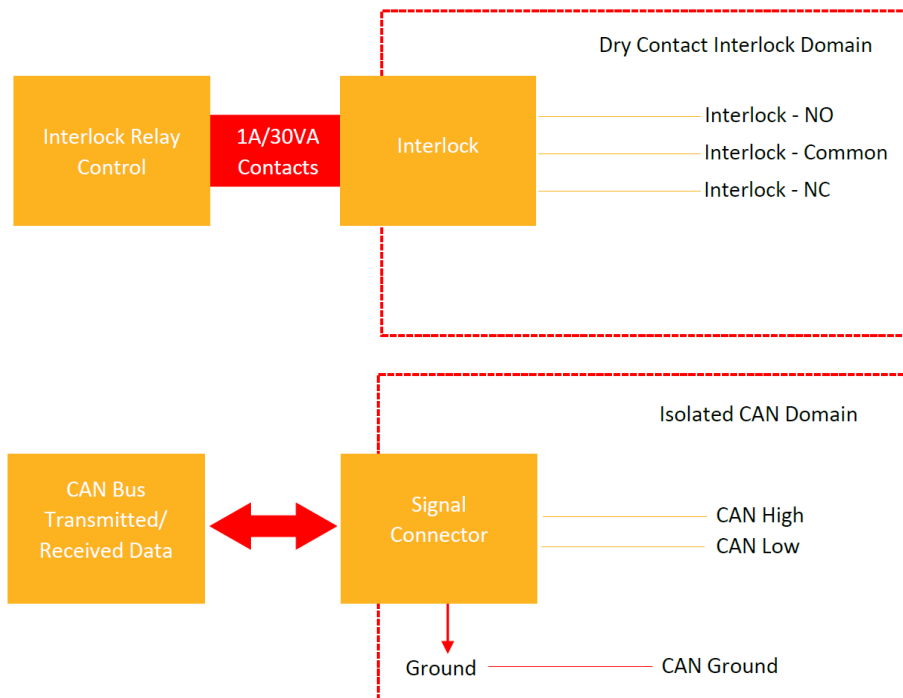 Dry Contact Interlock Domain
Interlock Relay
Control
1A/30VA
Contacts
Interlock
Interlock - NO
Interlock - Common
Interlock - NC
Isolated CAN Domain
CAN Bus
Transmitted/
Received Data
Signal
Connector
CAN High
CAN Low
Ground
CAN Ground